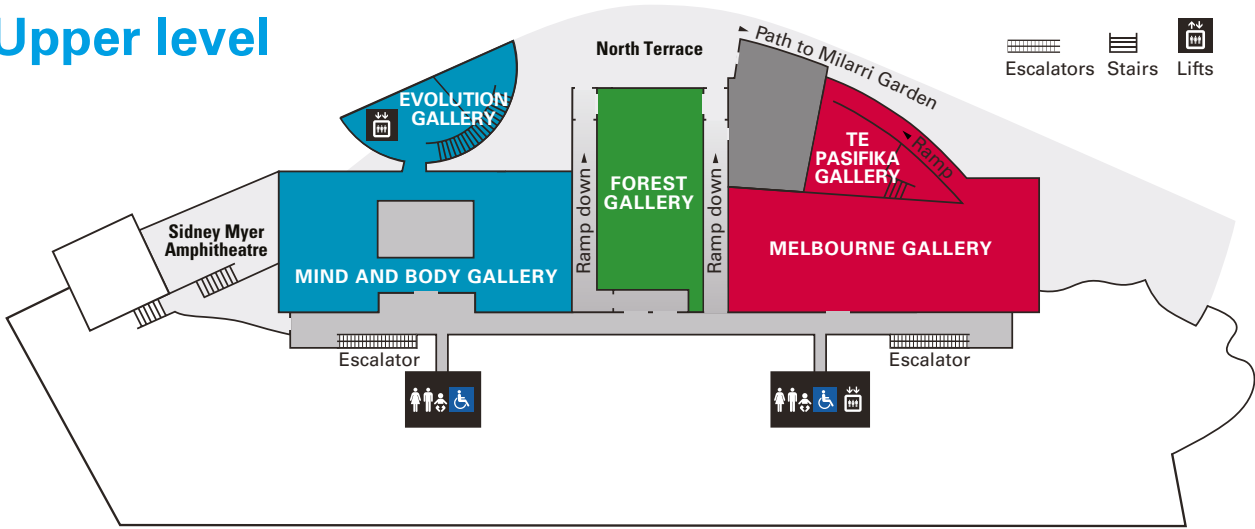 Upper level
North Terrace
Path to Milarri Garden
Escalators
Stairs
Lifts
EVOLUTION
GALLERY
TE
PASIFIKA
GALLERY
Ramp
FOREST
GALLERY
Ramp down
Ramp down
Sidney Myer
Amphitheatre
MIND AND BODY GALLERY
MELBOURNE GALLERY
Escalator
Escalator